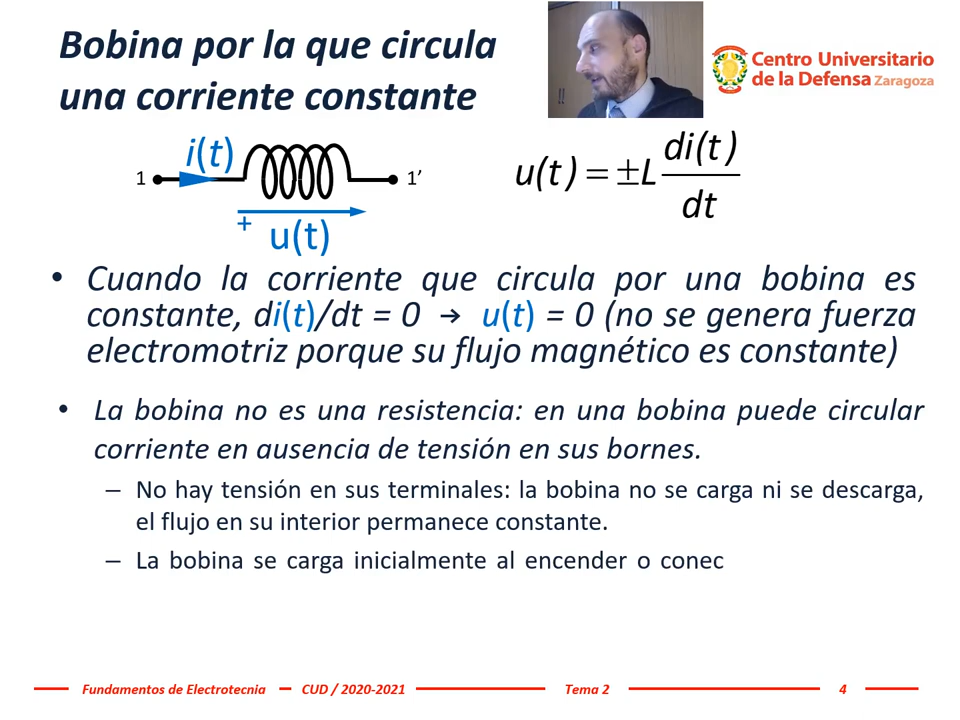 Bobina por la que circula
una corriente constante
Centro Universitario
de la Defensa Zaragoza
i(t)
1
1'
+ u(t)
u(t) = ±L di(t)/dt
• Cuando la corriente que circula por una bobina es
constante, di(t)/dt = 0 → u(t) = 0 (no se genera fuerza
electromotriz porque su flujo magnético es constante)
• La bobina no es una resistencia: en una bobina puede circular
corriente en ausencia de tensión en sus bornes.
– No hay tensión en sus terminales: la bobina no se carga ni se descarga,
el flujo en su interior permanece constante.
– La bobina se carga inicialmente al encender o conec
Fundamentos de Electrotecnia CUD / 2020-2021 Tema 2 4